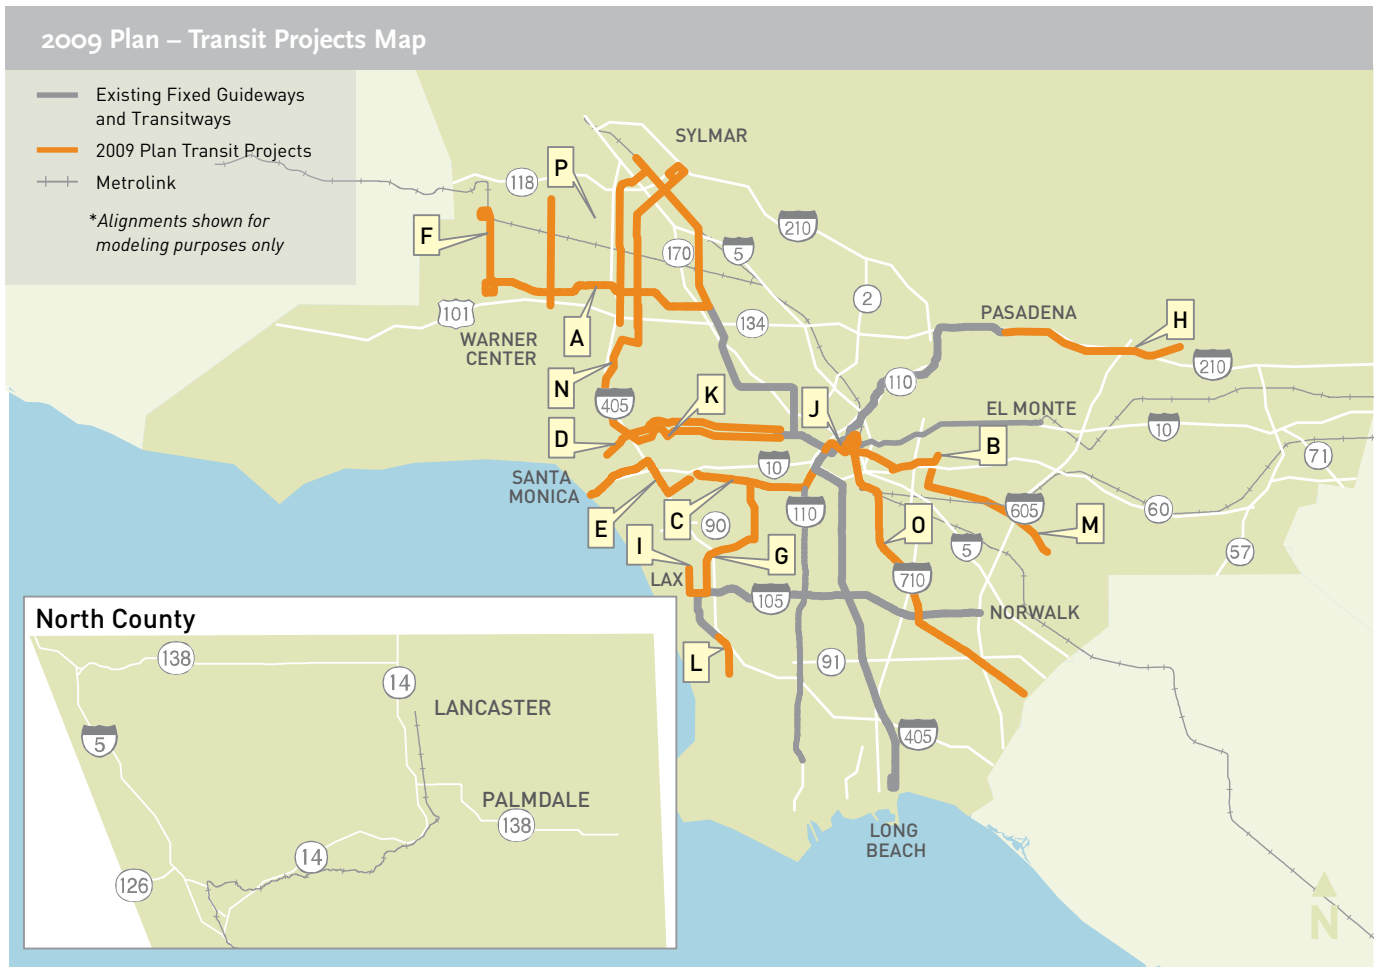 2009 Plan – Transit Projects Map
Existing Fixed Guideways
and Transitways
2009 Plan Transit Projects
Metrolink
*Alignments shown for
modeling purposes only
SYLMAR
P
118
F
210
170
5
2
101
A
134
PASADENA
H
WARNER
CENTER
210
N
110
405
K
J
EL MONTE
10
D
B
71
SANTA
MONICA
10
E
C
90
110
605
60
M
O
I
G
5
57
LAX
710
105
NORWALK
L
91
405
LONG
BEACH
N
North County
138
14
LANCASTER
5
PALMDALE
138
14
126